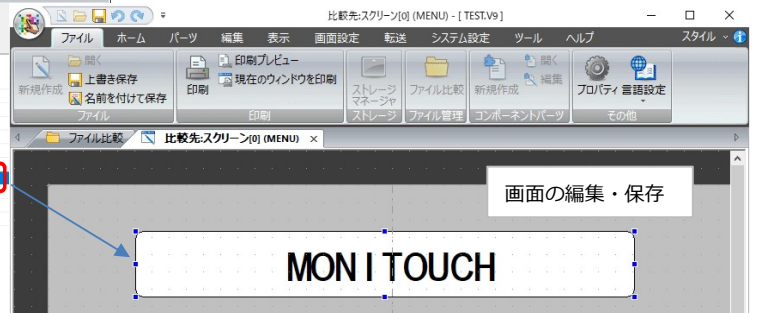 比較先:スクリーン[0] (MENU) - [ TEST.V9 ]
ファイル ホーム パーツ 編集 表示 画面設定 転送 システム設定 ツール ヘルプ スタイル
新規作成 開く 上書き保存 名前を付けて保存
ファイル
印刷 印刷プレビュー 現在のウィンドウを印刷
印刷
ストレージマネージャ
ストレージ
ファイル比較
ファイル管理
新規作成 開く 編集
コンポーネントパーツ
プロパティ 言語設定
その他
ファイル比較 比較先:スクリーン[0] (MENU) ×
画面の編集・保存
MONITOUCH